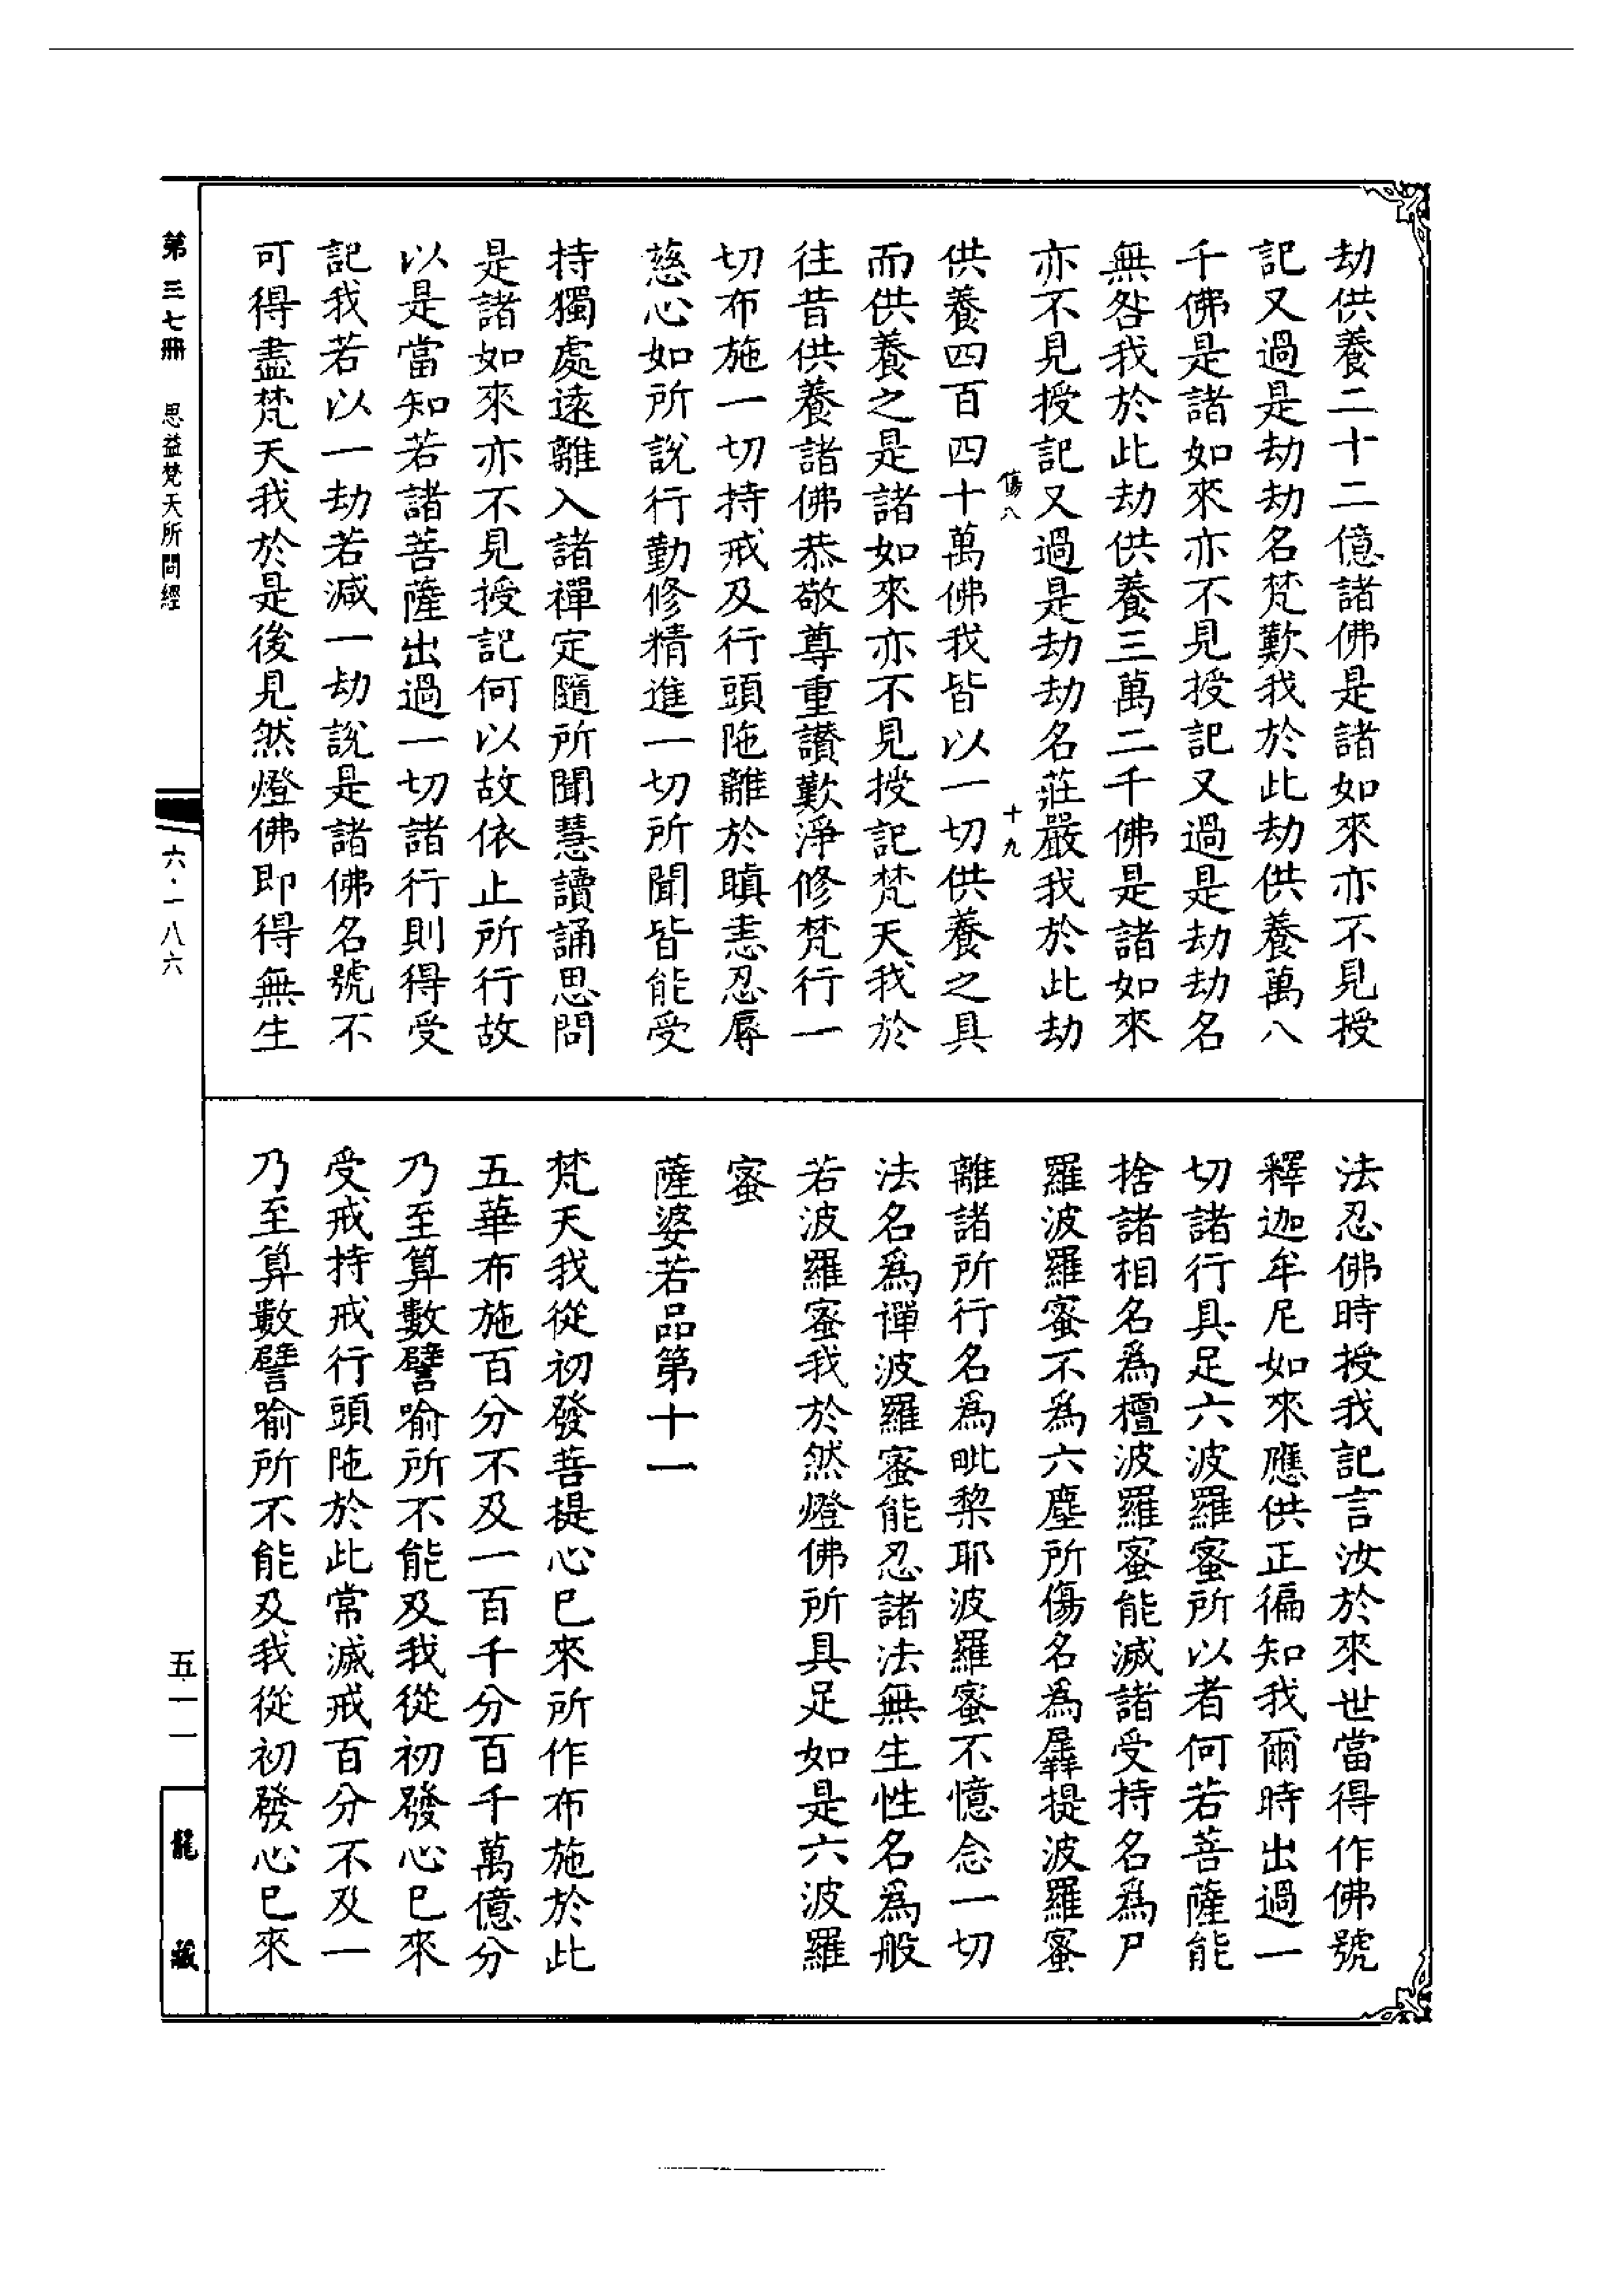 劫供養二十二億諸佛是諸如來亦不見授
記又過是劫劫名梵歎我於此劫供養萬八
千佛是諸如來亦不見授記又過是劫劫名
無咎我於此劫供養三萬二千佛是諸如來
亦不見授記又過是劫劫名莊嚴我於此劫
傷八 十九
供養四百四十萬佛我皆以一切供養之具
而供養之是諸如來亦不見授記梵天我於
往昔供養諸佛恭敬尊重讚歎淨修梵行一
切布施一切持戒及行頭陁離於瞋恚忍辱
慈心如所說行勤修精進一切所聞皆能受
持獨處遠離入諸禪定隨所聞慧讀誦思問
是諸如來亦不見授記何以故依止所行故
以是當知若諸菩薩出過一切諸行則得受
記我若以一劫若減一劫說是諸佛名號不
可得盡梵天我於是後見然燈佛即得無生
法忍佛時授我記言汝於來世當得作佛號
釋迦牟尼如來應供正徧知我爾時出過一
切諸行具足六波羅蜜所以者何若菩薩能
捨諸相名爲檀波羅蜜能滅諸受持名爲尸
羅波羅蜜不爲六塵所傷名爲羼提波羅蜜
離諸所行名爲毗棃耶波羅蜜不憶念一切
法名爲禪波羅蜜能忍諸法無生性名爲般
若波羅蜜我於然燈佛所具足如是六波羅
蜜
薩婆若品第十一
梵天我從初發菩提心已來所作布施於此
五華布施百分不及一百千分百千萬億分
乃至算數譬喻所不能及我從初發心已來
受戒持戒行頭陁於此常滅戒百分不及一
乃至算數譬喻所不能及我從初發心已來
第三七冊 思益梵天所問經
六·一八六
五一一
龍藏